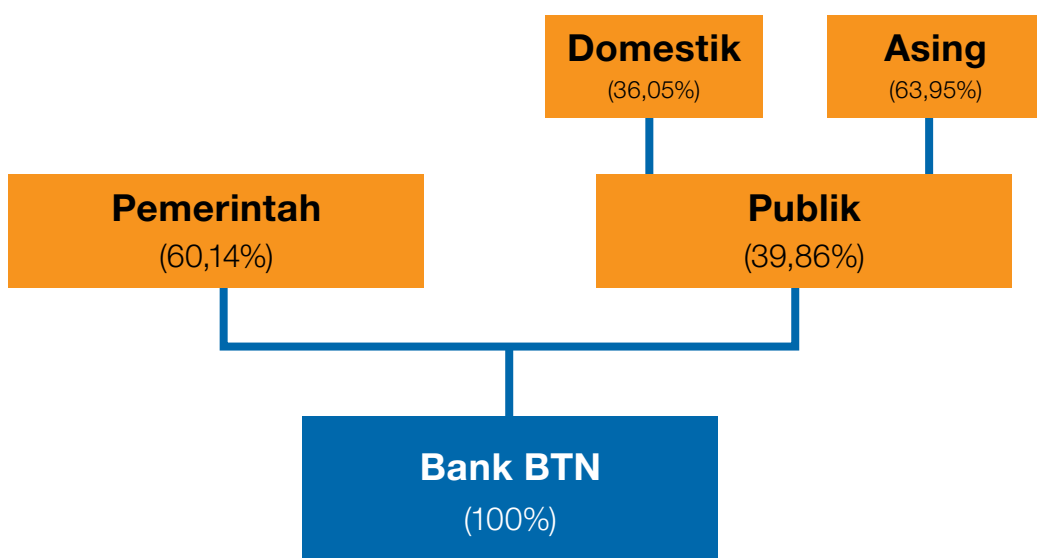 Domestik
(36,05%)
Asing
(63,95%)
Pemerintah
(60,14%)
Publik
(39,86%)
Bank BTN
(100%)